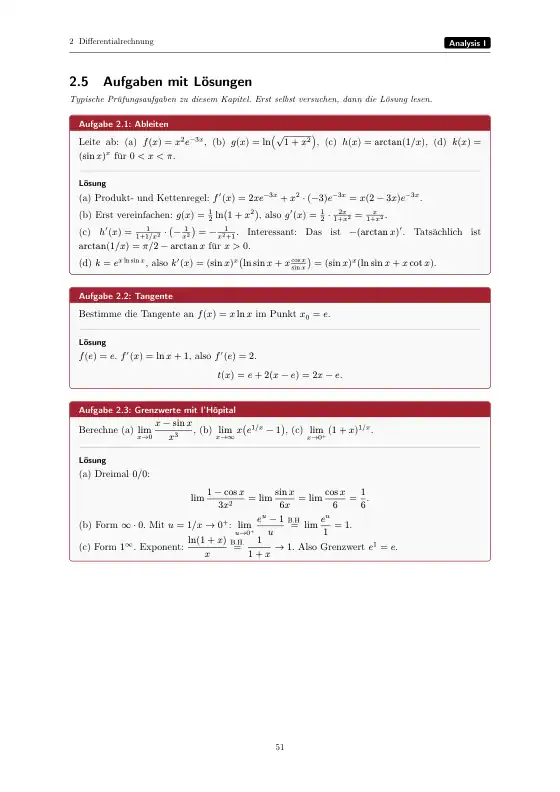 2 Differentialrechnung
Analysis I
2.5 Aufgaben mit Lösungen
Typische Prüfungsaufgaben zu diesem Kapitel. Erst selbst versuchen, dann die Lösung lesen.
Aufgabe 2.1: Ableiten
Leite ab: (a) f(x) = x²e^{−3x}, (b) g(x) = ln(√(1 + x²)), (c) h(x) = arctan(1/x), (d) k(x) =
(sin x)^x für 0 < x < π.
Lösung
(a) Produkt- und Kettenregel: f′(x) = 2xe^{−3x} + x² · (−3)e^{−3x} = x(2 − 3x)e^{−3x}.
(b) Erst vereinfachen: g(x) = 1/2 ln(1 + x²), also g′(x) = 1/2 · 2x/(1+x²) = x/(1+x²).
(c) h′(x) = 1/(1+1/x²) · (−1/x²) = −1/(x²+1). Interessant: Das ist −(arctan x)′. Tatsächlich ist
arctan(1/x) = π/2 − arctan x für x > 0.
(d) k = e^{x ln sin x}, also k′(x) = (sin x)^x (ln sin x + x cos x/sin x) = (sin x)^x (ln sin x + x cot x).
Aufgabe 2.2: Tangente
Bestimme die Tangente an f(x) = x ln x im Punkt x₀ = e.
Lösung
f(e) = e. f′(x) = ln x + 1, also f′(e) = 2.
t(x) = e + 2(x − e) = 2x − e.
Aufgabe 2.3: Grenzwerte mit l'Hôpital
Berechne (a) lim_{x→0} (x − sin x)/x³, (b) lim_{x→∞} x(e^{1/x} − 1), (c) lim_{x→0⁺} (1 + x)^{1/x}.
Lösung
(a) Dreimal 0/0:
lim (1 − cos x)/3x² = lim sin x/6x = lim cos x/6 = 1/6.
(b) Form ∞ · 0. Mit u = 1/x → 0⁺: lim_{u→0⁺} (e^u − 1)/u =^{B.H} lim e^u/1 = 1.
(c) Form 1^∞. Exponent: ln(1 + x)/x =^{B.H} 1/(1 + x) → 1. Also Grenzwert e¹ = e.
51